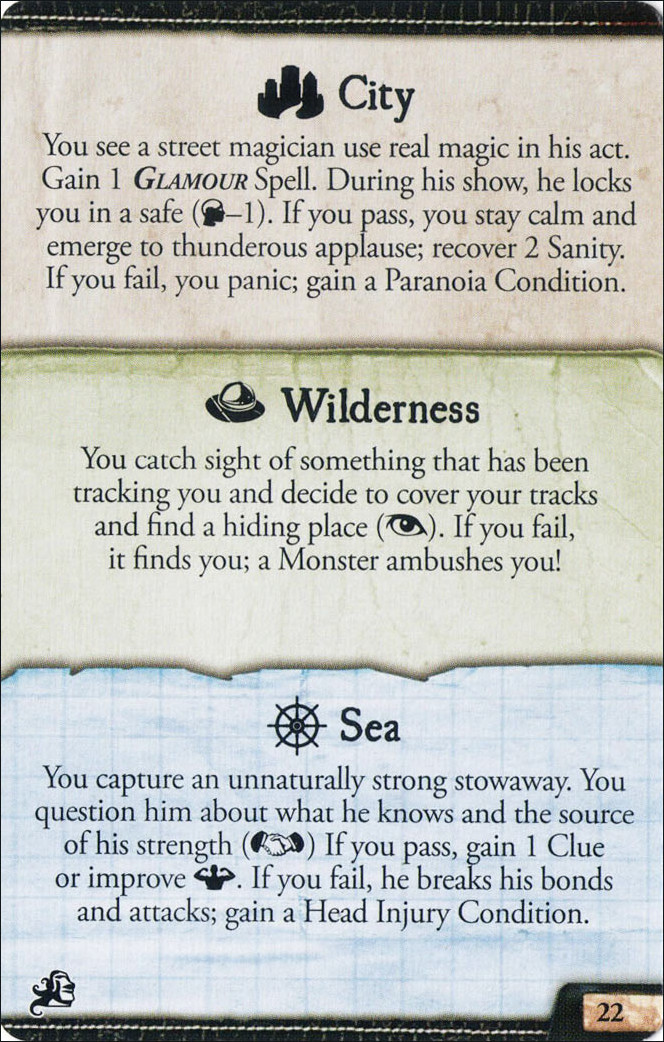 City
You see a street magician use real magic in his act.
Gain 1 GLAMOUR Spell. During his show, he locks
you in a safe (–1). If you pass, you stay calm and
emerge to thunderous applause; recover 2 Sanity.
If you fail, you panic; gain a Paranoia Condition.
Wilderness
You catch sight of something that has been
tracking you and decide to cover your tracks
and find a hiding place (). If you fail,
it finds you; a Monster ambushes you!
Sea
You capture an unnaturally strong stowaway. You
question him about what he knows and the source
of his strength () If you pass, gain 1 Clue
or improve . If you fail, he breaks his bonds
and attacks; gain a Head Injury Condition.
22